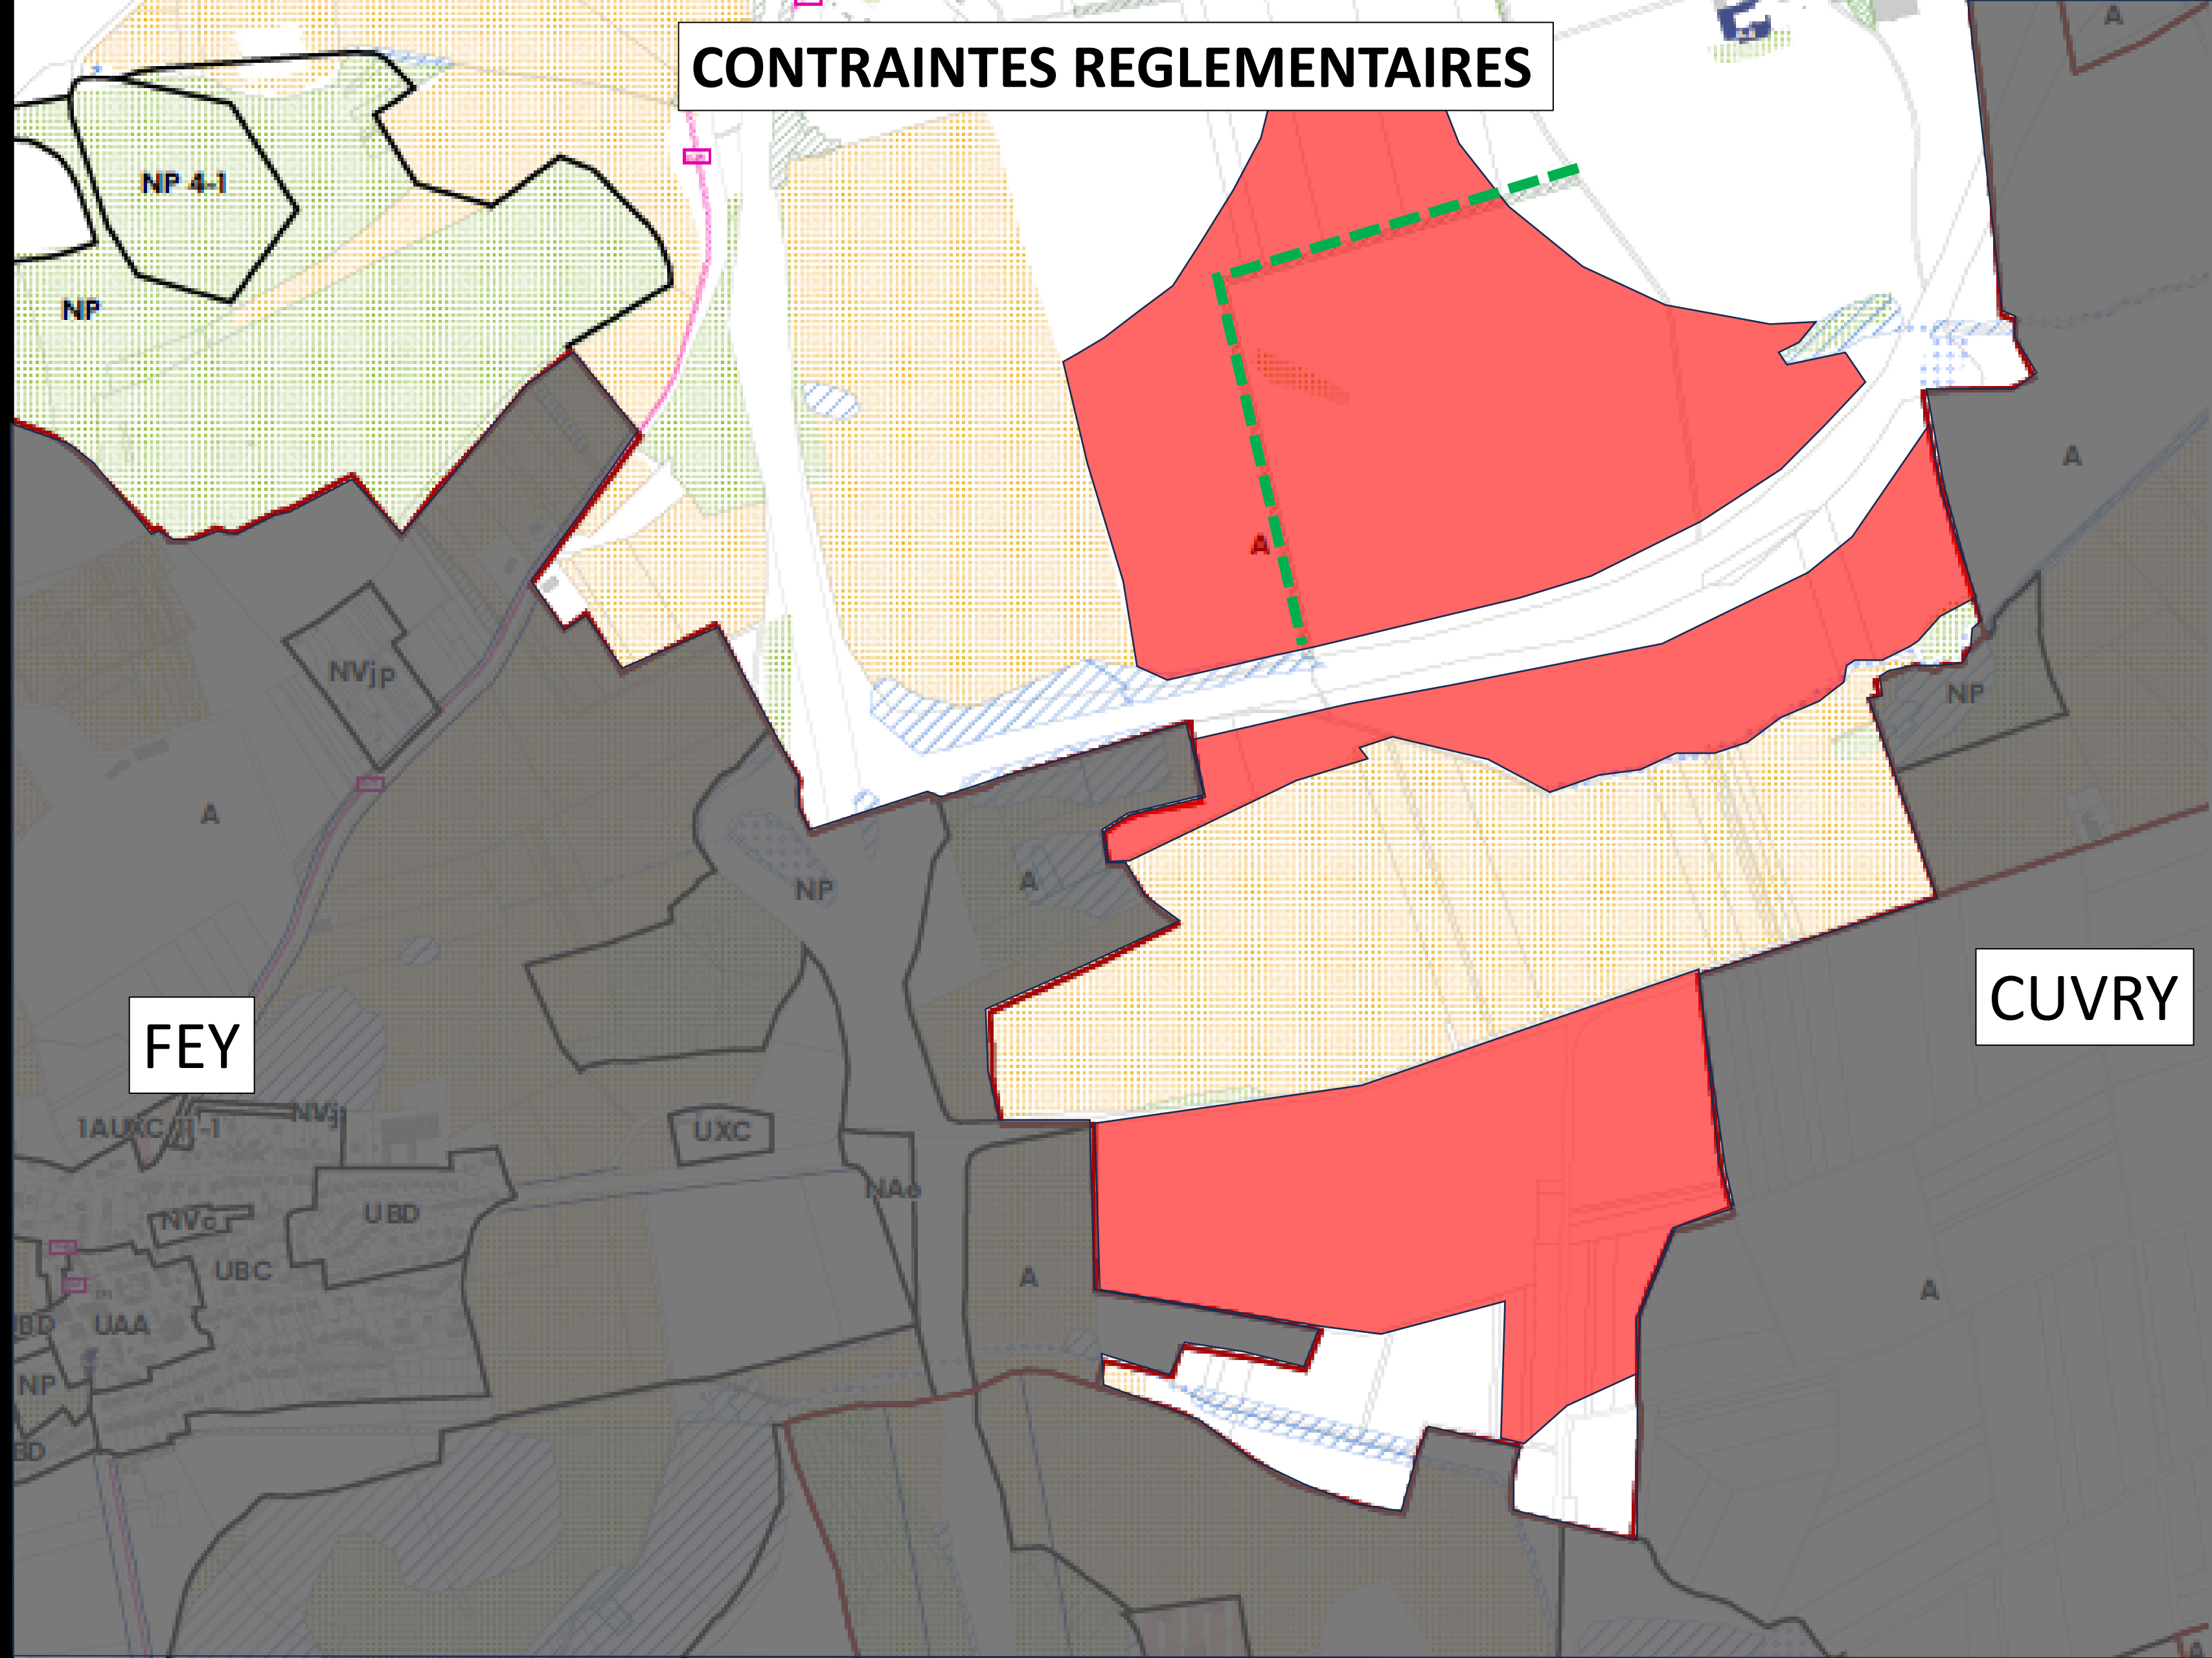 A
CONTRAINTES REGLEMENTAIRES
NP 4-1
NP
A
A
NVjp
NP
A
NP
A
FEY
CUVRY
1AUXC
NVj
UXC
NAe
NVc
UBD
UBC
A
A
UAA
NP
A